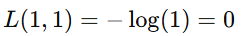 L(1, 1) = − log(1) = 0